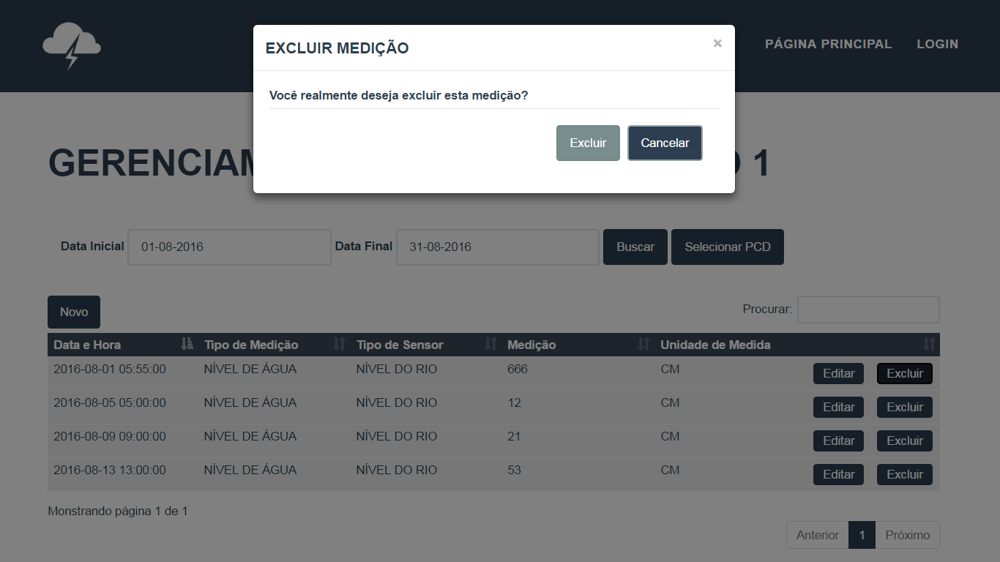 EXCLUIR MEDIÇÃO ×
PÁGINA PRINCIPAL LOGIN
Você realmente deseja excluir esta medição?
Excluir Cancelar
1
Data Inicial 01-08-2016 Data Final 31-08-2016 Buscar Selecionar PCD
Novo Procurar:
Data e Hora Tipo de Medição Tipo de Sensor Medição Unidade de Medida
2016-08-01 05:55:00 NÍVEL DE ÁGUA NÍVEL DO RIO 666 CM Editar Excluir
2016-08-05 05:00:00 NÍVEL DE ÁGUA NÍVEL DO RIO 12 CM Editar Excluir
2016-08-09 09:00:00 NÍVEL DE ÁGUA NÍVEL DO RIO 21 CM Editar Excluir
2016-08-13 13:00:00 NÍVEL DE ÁGUA NÍVEL DO RIO 53 CM Editar Excluir
Monstrando página 1 de 1
Anterior 1 Próximo